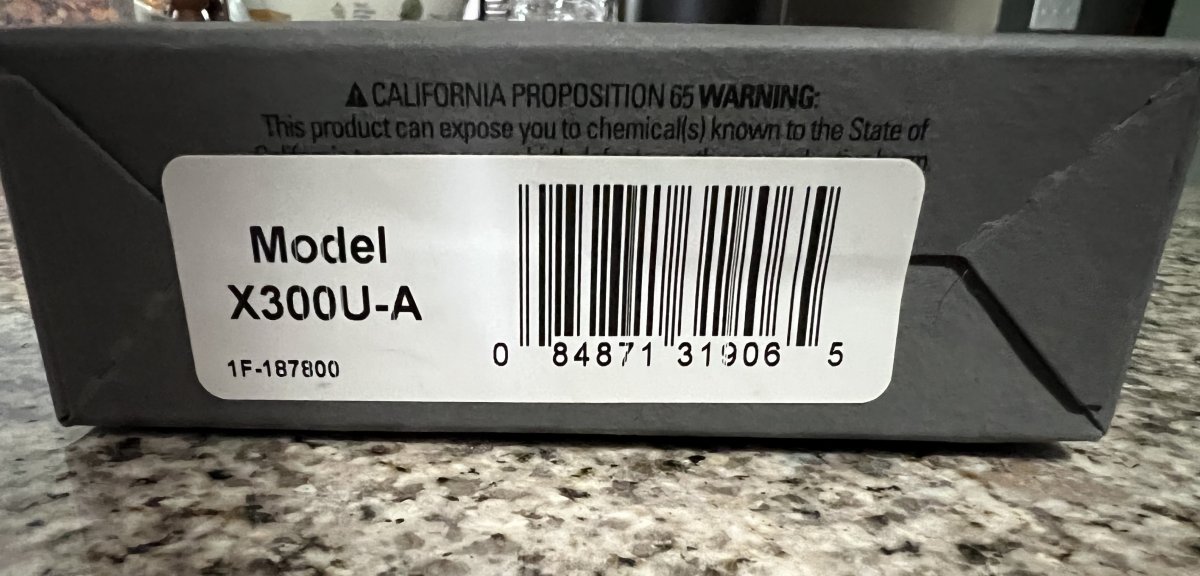 ⚠ CALIFORNIA PROPOSITION 65 WARNING:
This product can expose you to chemical(s) known to the State of
Model
X300U-A
1F-187800
0 84871 31906 5